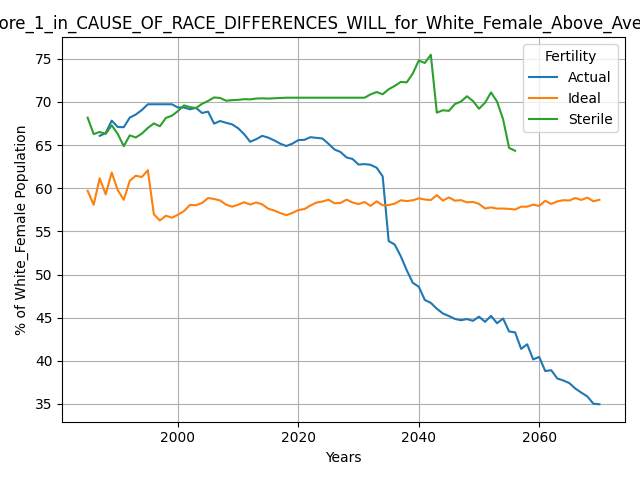 ore_1_in_CAUSE_OF_RACE_DIFFERENCES_WILL_for_White_Female_Above_Ave
Fertility
Actual
Ideal
Sterile
% of White_Female Population
75
70
65
60
55
50
45
40
35
2000
2020
2040
2060
Years